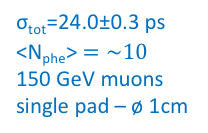 σtot=24.0±0.3 ps
<Nphe> = ~10
150 GeV muons
single pad – ø 1cm